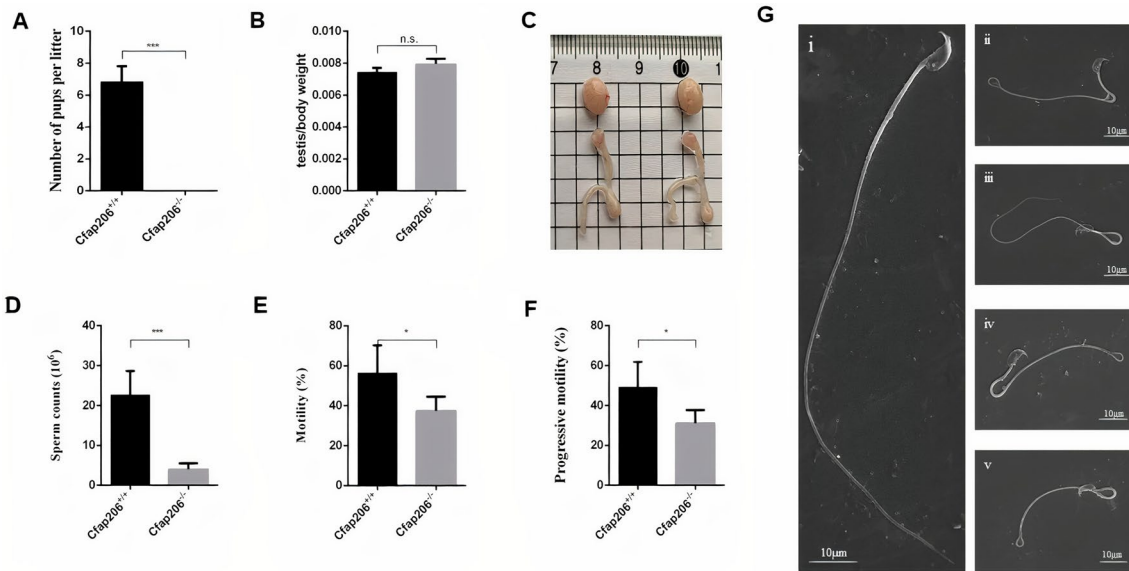 A
Number of pups per litter
10
8
6
4
2
0
***
Cfap206+/+
Cfap206-/-
B
testis/body weight
0.010
0.008
0.006
0.004
0.002
0.000
n.s.
Cfap206+/+
Cfap206-/-
C
7 8 9 10 1
D
Sperm counts (10⁶)
40
30
20
10
0
***
Cfap206+/+
Cfap206-/-
E
Motility (%)
80
60
40
20
0
*
Cfap206+/+
Cfap206-/-
F
Progressive motility (%)
80
60
40
20
0
*
Cfap206+/+
Cfap206-/-
G
i
10μm
ii
10μm
iii
10μm
iv
10μm
v
10μm